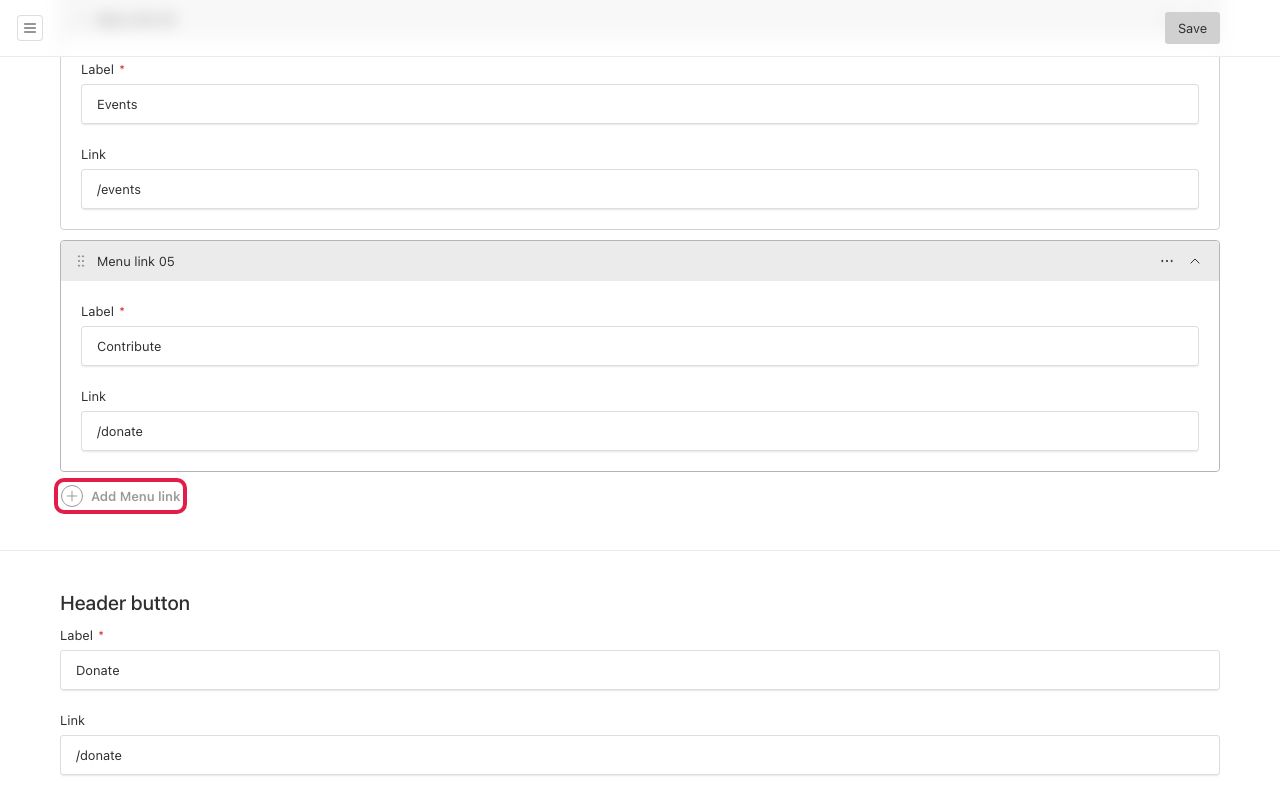 Save
Label *
Events
Link
/events
Menu link 05
Label *
Contribute
Link
/donate
Add Menu link
Header button
Label *
Donate
Link
/donate